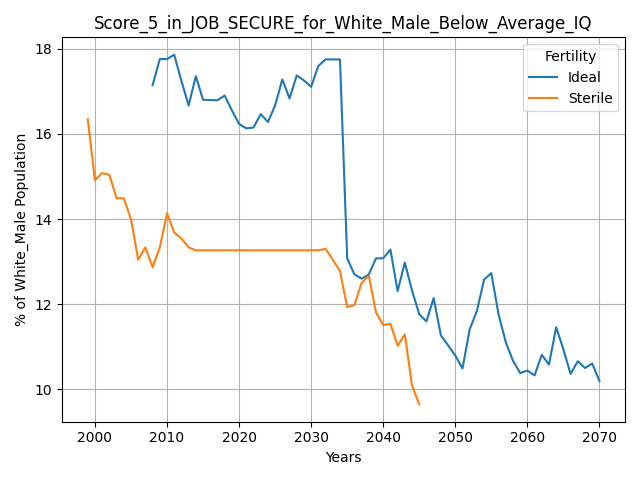 Score_5_in_JOB_SECURE_for_White_Male_Below_Average_IQ
Fertility
Ideal
Sterile
% of White_Male Population
18
16
14
12
10
2000 2010 2020 2030 2040 2050 2060 2070
Years